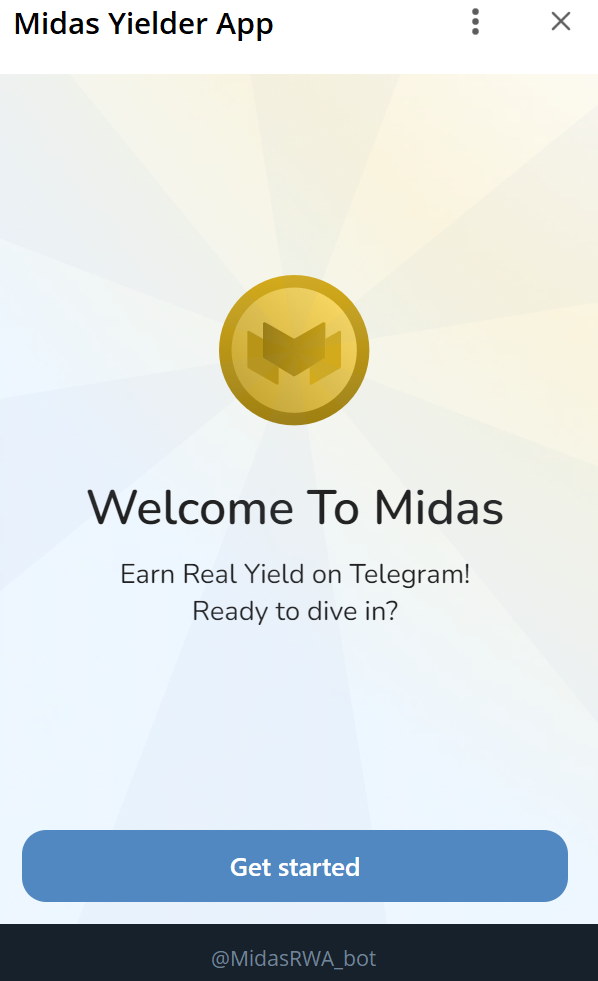 Midas Yielder App
Welcome To Midas
Earn Real Yield on Telegram!
Ready to dive in?
Get started
@MidasRWA_bot